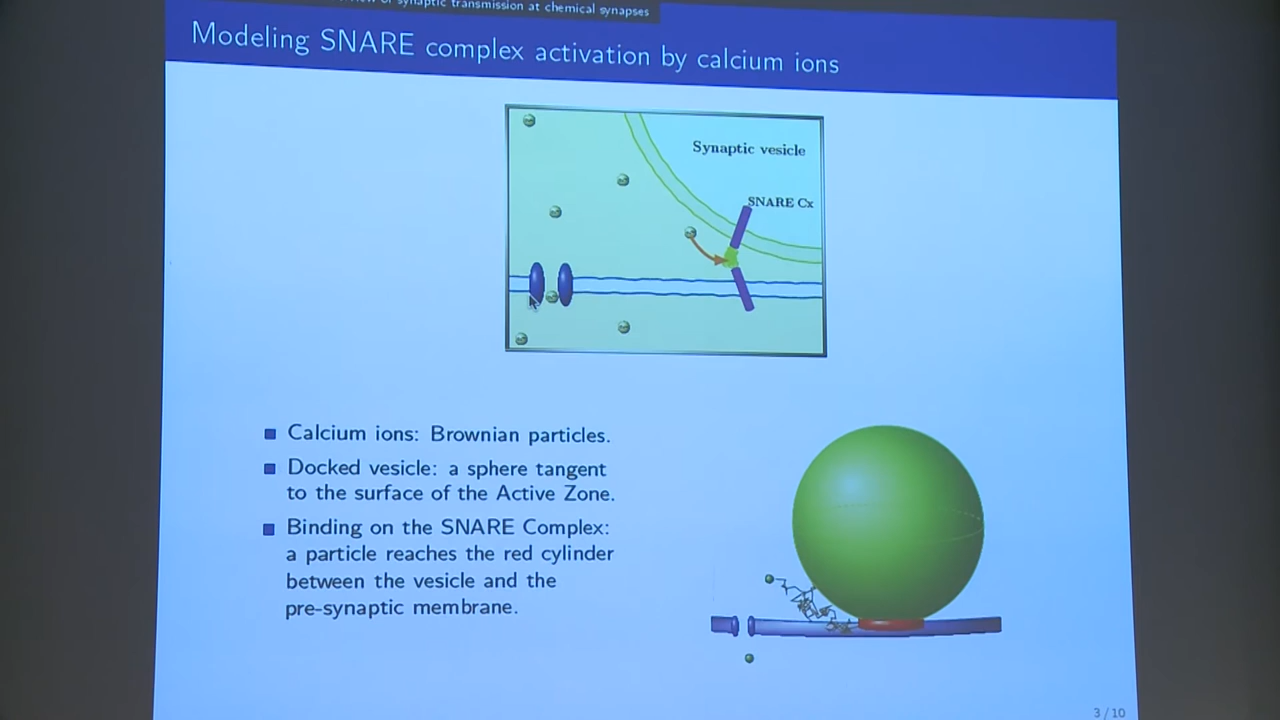 of synaptic transmission at chemical synapses
Modeling SNARE complex activation by calcium ions
Synaptic vesicle
SNARE Cx
Calcium ions: Brownian particles.
Docked vesicle: a sphere tangent
to the surface of the Active Zone.
Binding on the SNARE Complex:
a particle reaches the red cylinder
between the vesicle and the
pre-synaptic membrane.
3 / 10